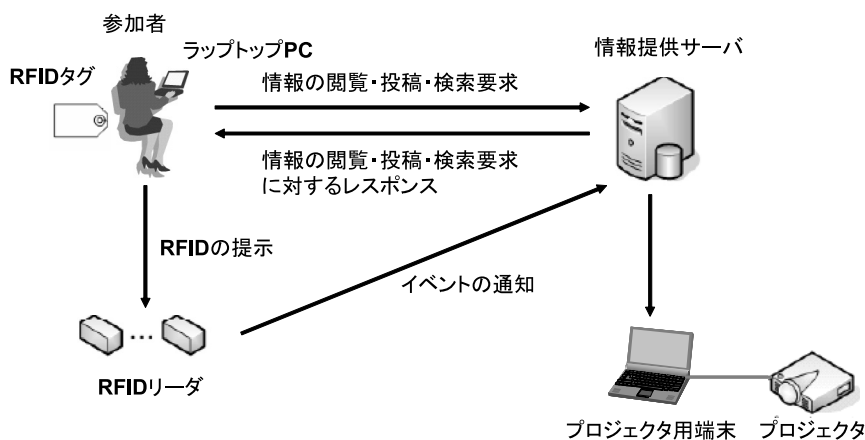 参加者
ラップトップPC
RFIDタグ
情報の閲覧・投稿・検索要求
情報提供サーバ
情報の閲覧・投稿・検索要求
に対するレスポンス
RFIDの提示
イベントの通知
RFIDリーダ
プロジェクタ用端末
プロジェクタ